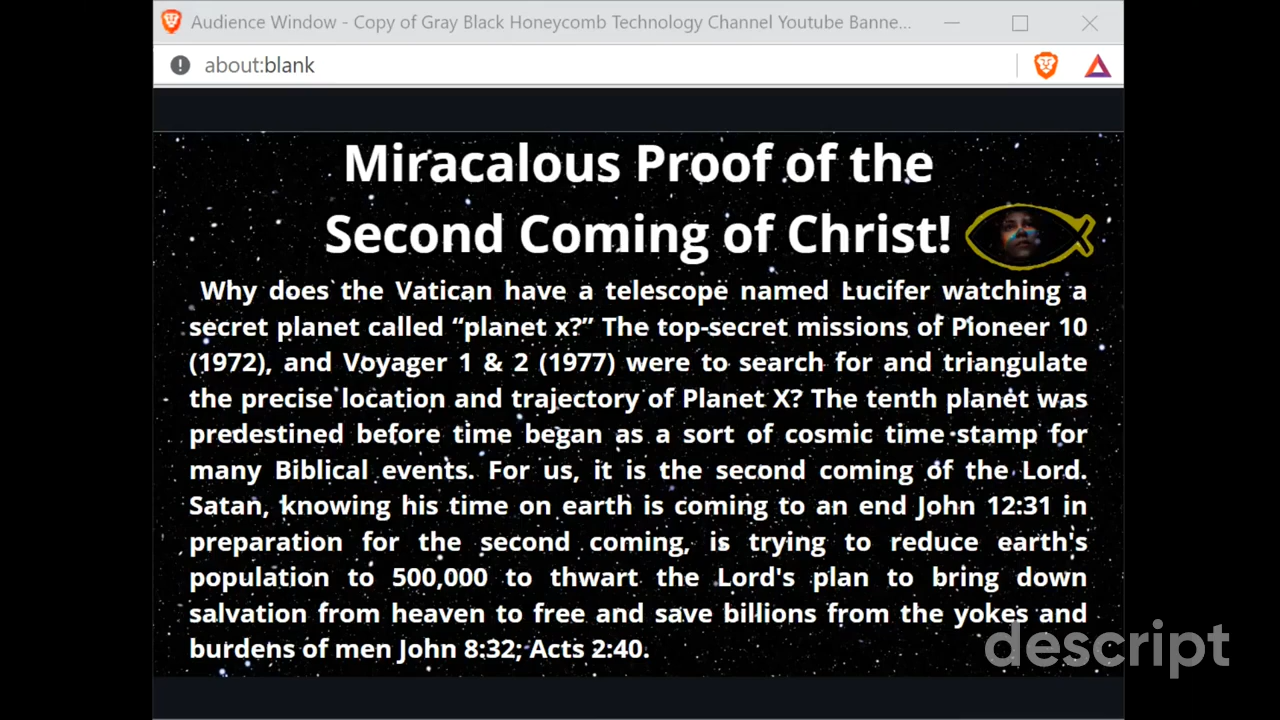 Audience Window - Copy of Gray Black Honeycomb Technology Channel Youtube Banne...
about:blank
Miracalous Proof of the
Second Coming of Christ!
Why does the Vatican have a telescope named Lucifer watching a
secret planet called “planet x?” The top-secret missions of Pioneer 10
(1972), and Voyager 1 & 2 (1977) were to search for and triangulate
the precise location and trajectory of Planet X? The tenth planet was
predestined before time began as a sort of cosmic time stamp for
many Biblical events. For us, it is the second coming of the Lord.
Satan, knowing his time on earth is coming to an end John 12:31 in
preparation for the second coming, is trying to reduce earth's
population to 500,000 to thwart the Lord's plan to bring down
salvation from heaven to free and save billions from the yokes and
burdens of men John 8:32; Acts 2:40.
descript